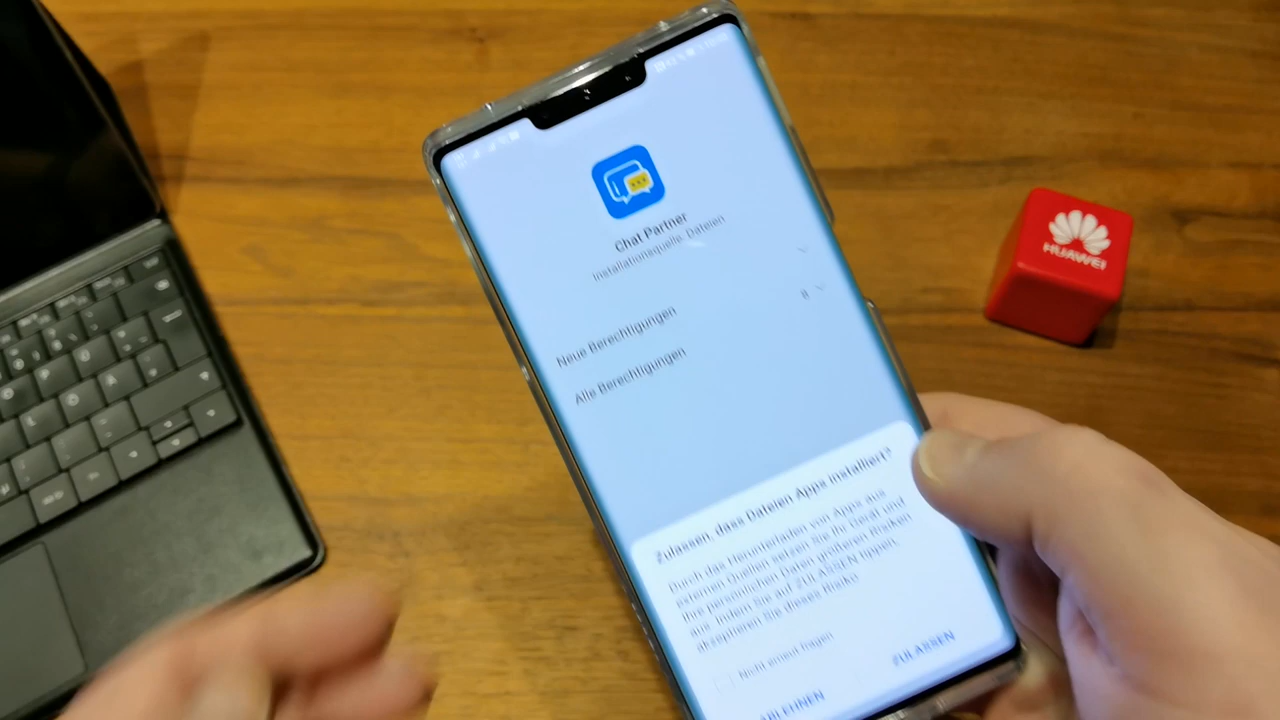 Chat Partner
Installationsquelle: Dateien
Neue Berechtigungen
8
Alle Berechtigungen
Zulassen, dass Dateien Apps installiert?
Durch das Herunterladen von Apps aus
externen Quellen setzen Sie Ihr Gerät und
Ihre persönlichen Daten größeren Risiken
aus. Indem Sie auf ZULASSEN tippen,
akzeptieren Sie dieses Risiko.
Nicht erneut fragen
ABLEHNEN
ZULASSEN
HUAWEI